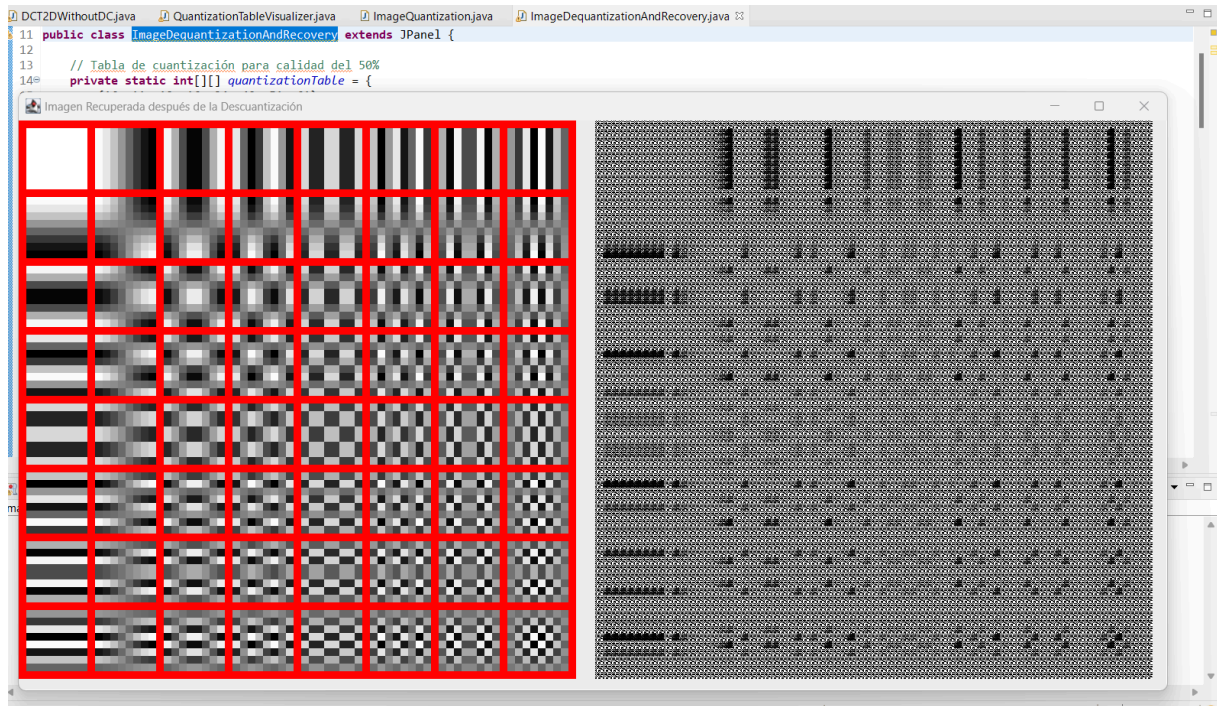 DCT2DWithoutDC.java QuantizationTableVisualizer.java ImageQuantization.java ImageDequantizationAndRecovery.java
11 public class ImageDequantizationAndRecovery extends JPanel {
12
13 // Tabla de cuantización para calidad del 50%
14 private static int[][] quantizationTable = {
Imagen Recuperada después de la Descuantización